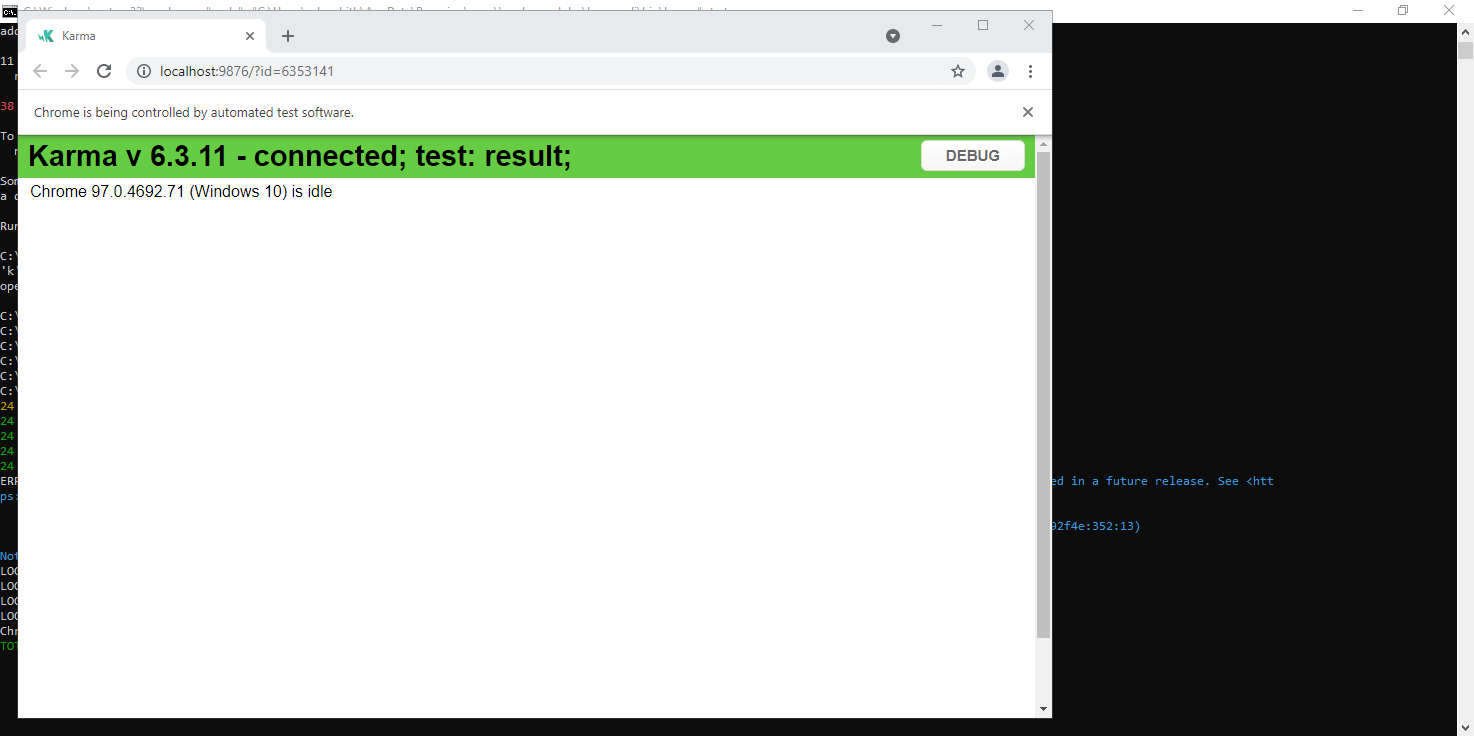 Karma
localhost:9876/?id=6353141
Chrome is being controlled by automated test software.
Karma v 6.3.11 - connected; test: result;
DEBUG
Chrome 97.0.4692.71 (Windows 10) is idle
add
11
38
To
Som
a c
Run
C:\
'k'
ope
C:\
C:\
C:\
C:\
C:\
C:\
24
24
24
24
24
ERR
ed in a future release. See <htt
ps:
92f4e:352:13)
Not
LOG
LOG
LOG
LOG
Chr
TOT